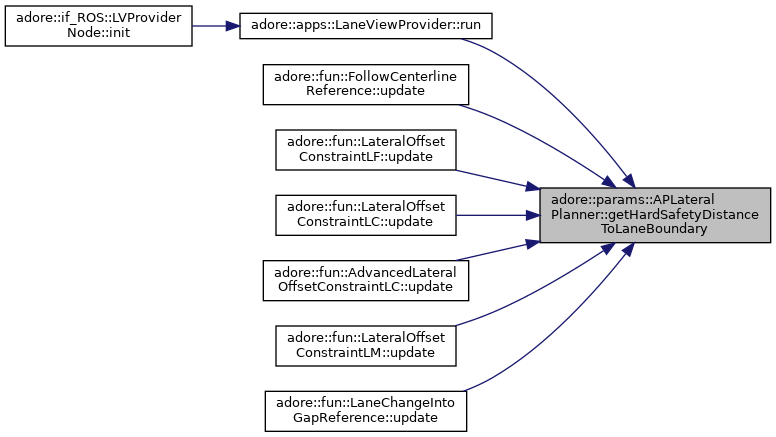 adore::if_ROS::LVProvider
Node::init
adore::apps::LaneViewProvider::run
adore::fun::FollowCenterline
Reference::update
adore::fun::LateralOffset
ConstraintLF::update
adore::fun::LateralOffset
ConstraintLC::update
adore::fun::AdvancedLateral
OffsetConstraintLC::update
adore::fun::LateralOffset
ConstraintLM::update
adore::fun::LaneChangeInto
GapReference::update
adore::params::APLateral
Planner::getHardSafetyDistance
ToLaneBoundary